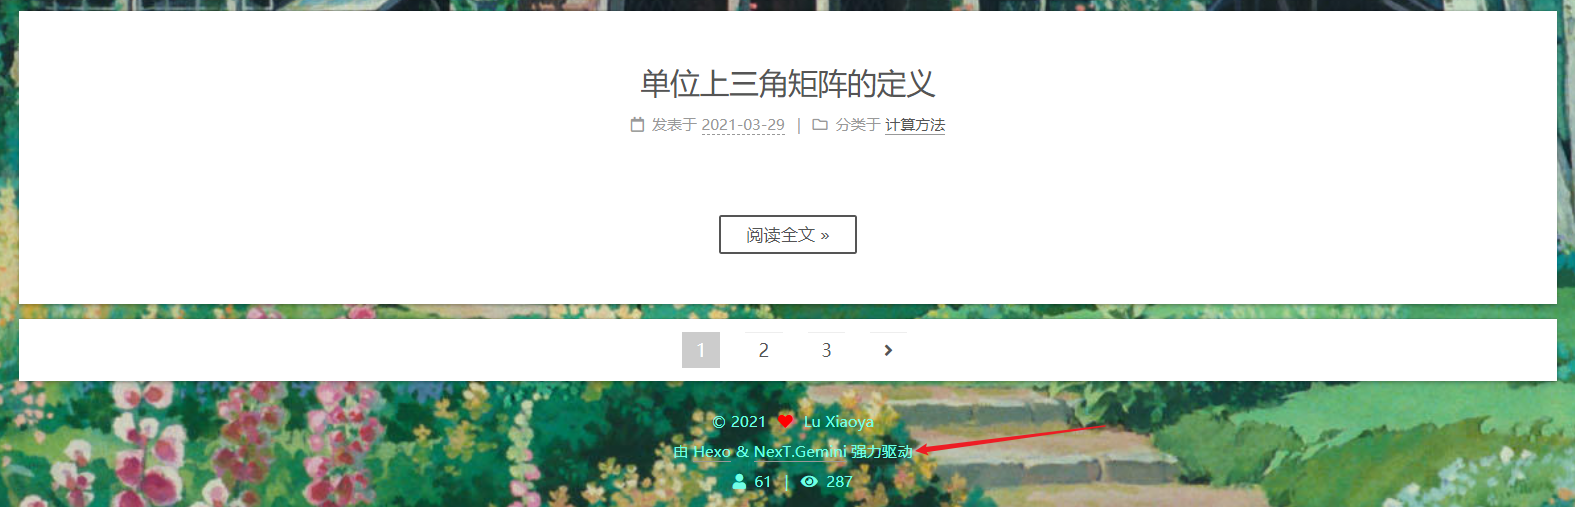 单位上三角矩阵的定义
发表于 2021-03-29 | 分类于 计算方法
阅读全文 »
1 2 3
© 2021 Lu Xiaoya
由 Hexo & NexT.Gemini 强力驱动
61 | 287